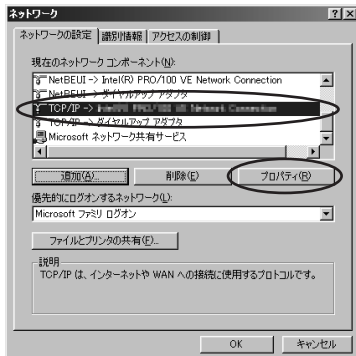 ネットワーク
ネットワークの設定 識別情報 アクセスの制御
現在のネットワーク コンポーネント(N):
NetBEUI -> Intel(R) PRO/100 VE Network Connection
NetBEUI -> ダイヤルアップ アダプタ
TCP/IP ->
TCP/IP -> ダイヤルアップ アダプタ
Microsoft ネットワーク共有サービス
追加(A)... 削除(E) プロパティ(R)
優先的にログオンするネットワーク(L):
Microsoft ファミリ ログオン
ファイルとプリンタの共有(F)...
説明
TCP/IP は、インターネットや WAN への接続に使用するプロトコルです。
OK キャンセル